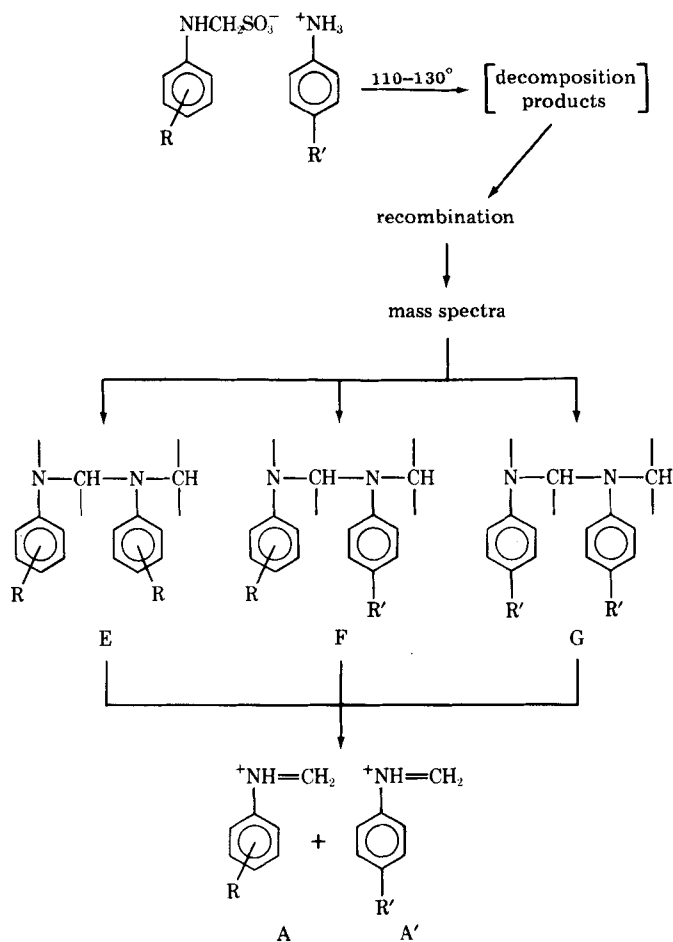 NHCH₂SO₃⁻ ⁺NH₃
R R′
110–130°
[decomposition
products]
recombination
mass spectra
N—CH—N—CH N—CH—N—CH N—CH—N—CH
R R R R′ R′ R′
E F G
⁺NH=CH₂ ⁺NH=CH₂
+
R R′
A A′